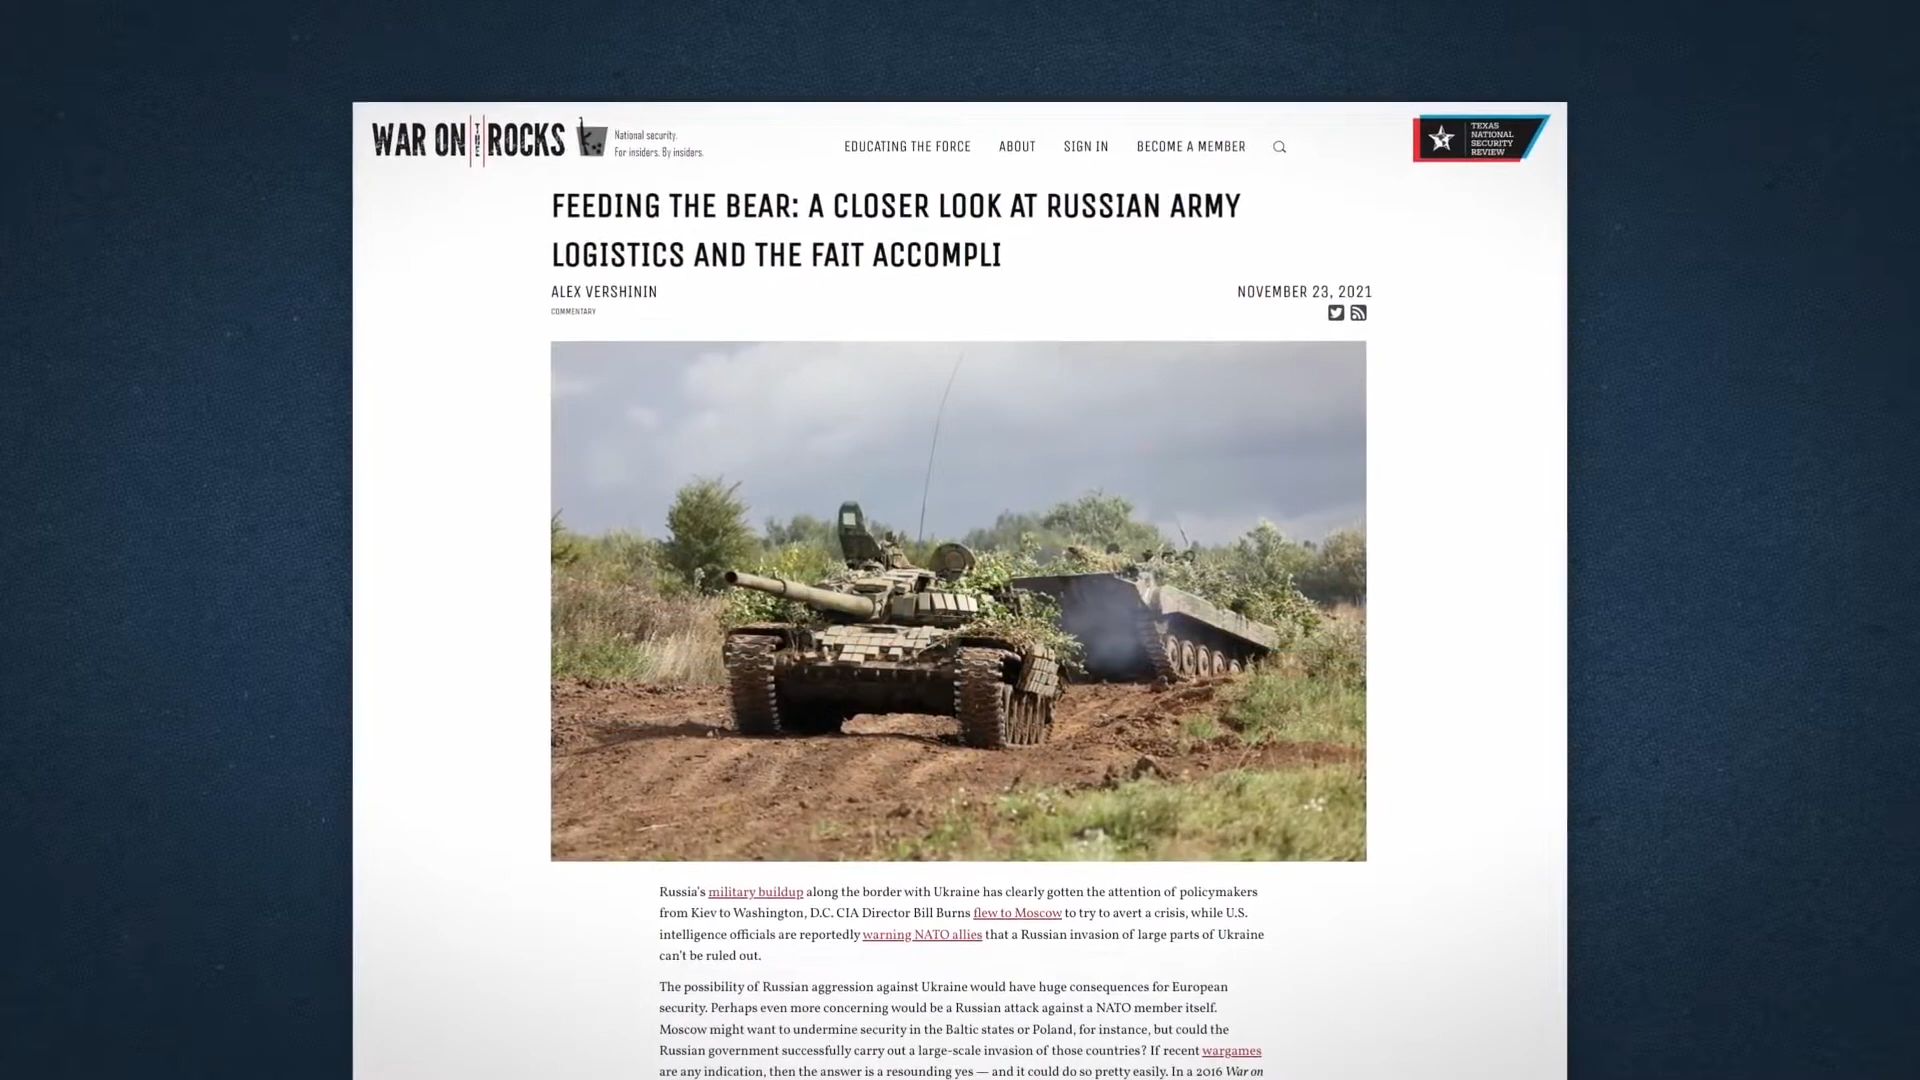 WAR ON THE ROCKS
National security.
For insiders. By insiders.
EDUCATING THE FORCE
ABOUT
SIGN IN
BECOME A MEMBER
TEXAS
NATIONAL
SECURITY
REVIEW
FEEDING THE BEAR: A CLOSER LOOK AT RUSSIAN ARMY
LOGISTICS AND THE FAIT ACCOMPLI
ALEX VERSHININ
NOVEMBER 23, 2021
COMMENTARY
Russia's military buildup along the border with Ukraine has clearly gotten the attention of policymakers
from Kiev to Washington, D.C. CIA Director Bill Burns flew to Moscow to try to avert a crisis, while U.S.
intelligence officials are reportedly warning NATO allies that a Russian invasion of large parts of Ukraine
can't be ruled out.
The possibility of Russian aggression against Ukraine would have huge consequences for European
security. Perhaps even more concerning would be a Russian attack against a NATO member itself.
Moscow might want to undermine security in the Baltic states or Poland, for instance, but could the
Russian government successfully carry out a large-scale invasion of those countries? If recent wargames
are any indication, then the answer is a resounding yes — and it could do so pretty easily. In a 2016 War on